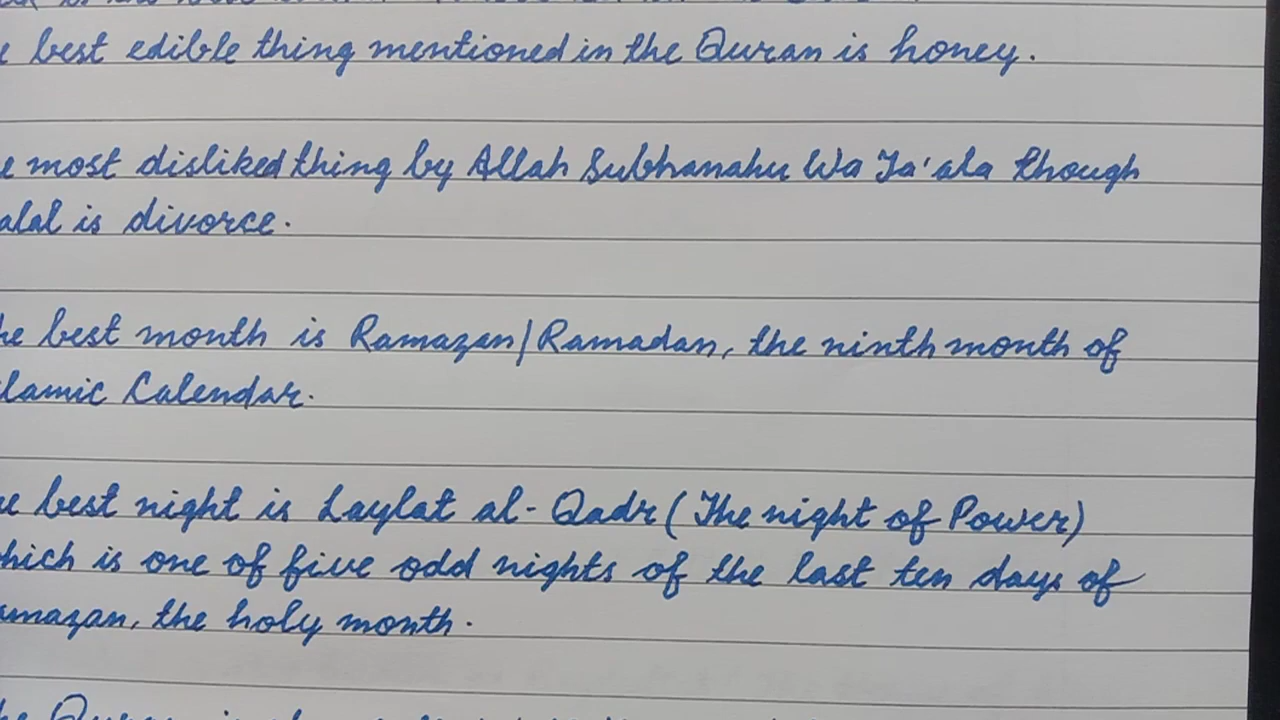 best edible thing mentioned in the Quran is honey.
most disliked thing by Allah Subhanahu Wa Ta'ala though
alal is divorce.
he best month is Ramazan/Ramadan, the ninth month of
lamic Calendar.
best night is Laylat al-Qadr (The night of Power)
hich is one of five odd nights of the last ten days of
amazan, the holy month.
Quran is